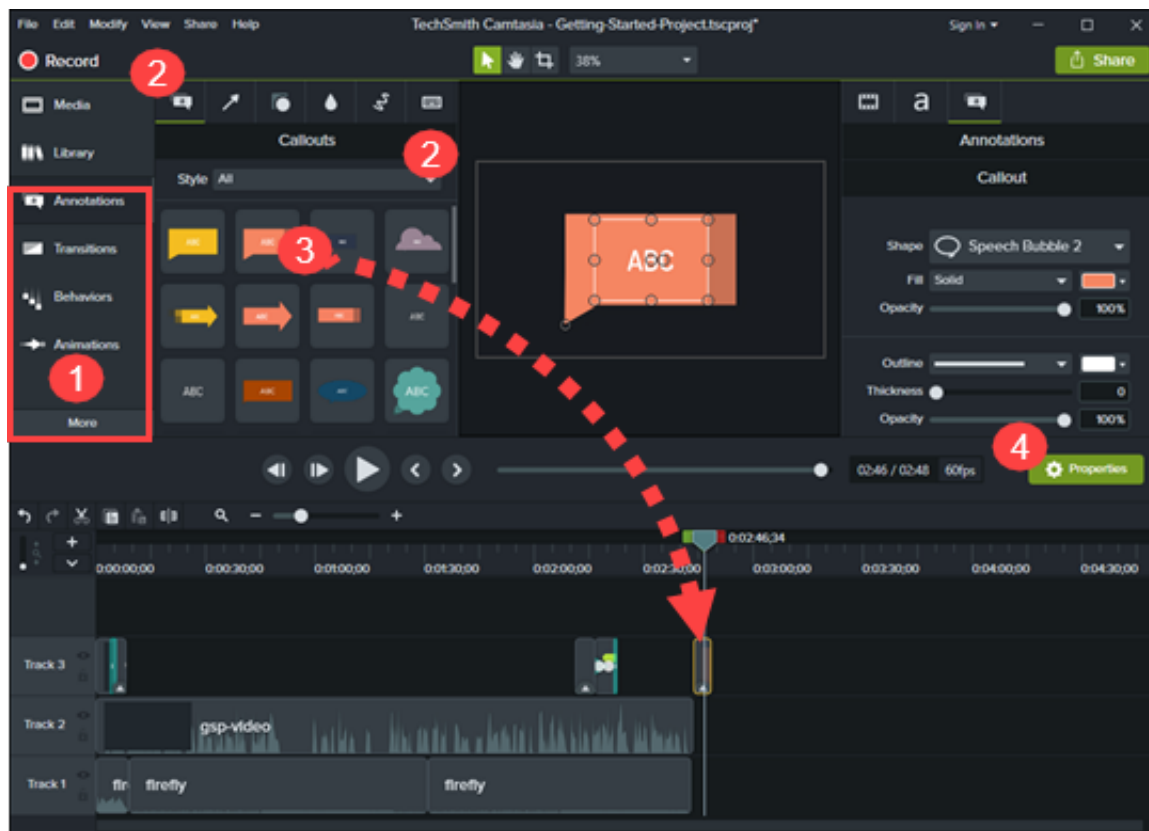 File Edit Modify View Share Help TechSmith Camtasia - Getting-Started-Project.tscproj* Sign In
Record 38% Share
2
Media
a
Callouts Annotations
2
Library
Style All Callout
Annotations
ABC ABC
3
Transitions
ABC
Shape Speech Bubble 2
Fill Solid
Behaviors
Opacity 100%
ABC ABC ABC
Animations
Outline
1
ABC ABC ABC
Thickness 0
More
Opacity 100%
4
02:46 / 02:48 60fps Properties
0:02:46;34
0:00:00;00 0:00:30;00 0:01:00;00 0:01:30;00 0:02:00;00 0:02:30;00 0:03:00;00 0:03:30;00 0:04:00;00 0:04:30;00
Track 3
Track 2 gsp-video
Track 1 fir firefly firefly